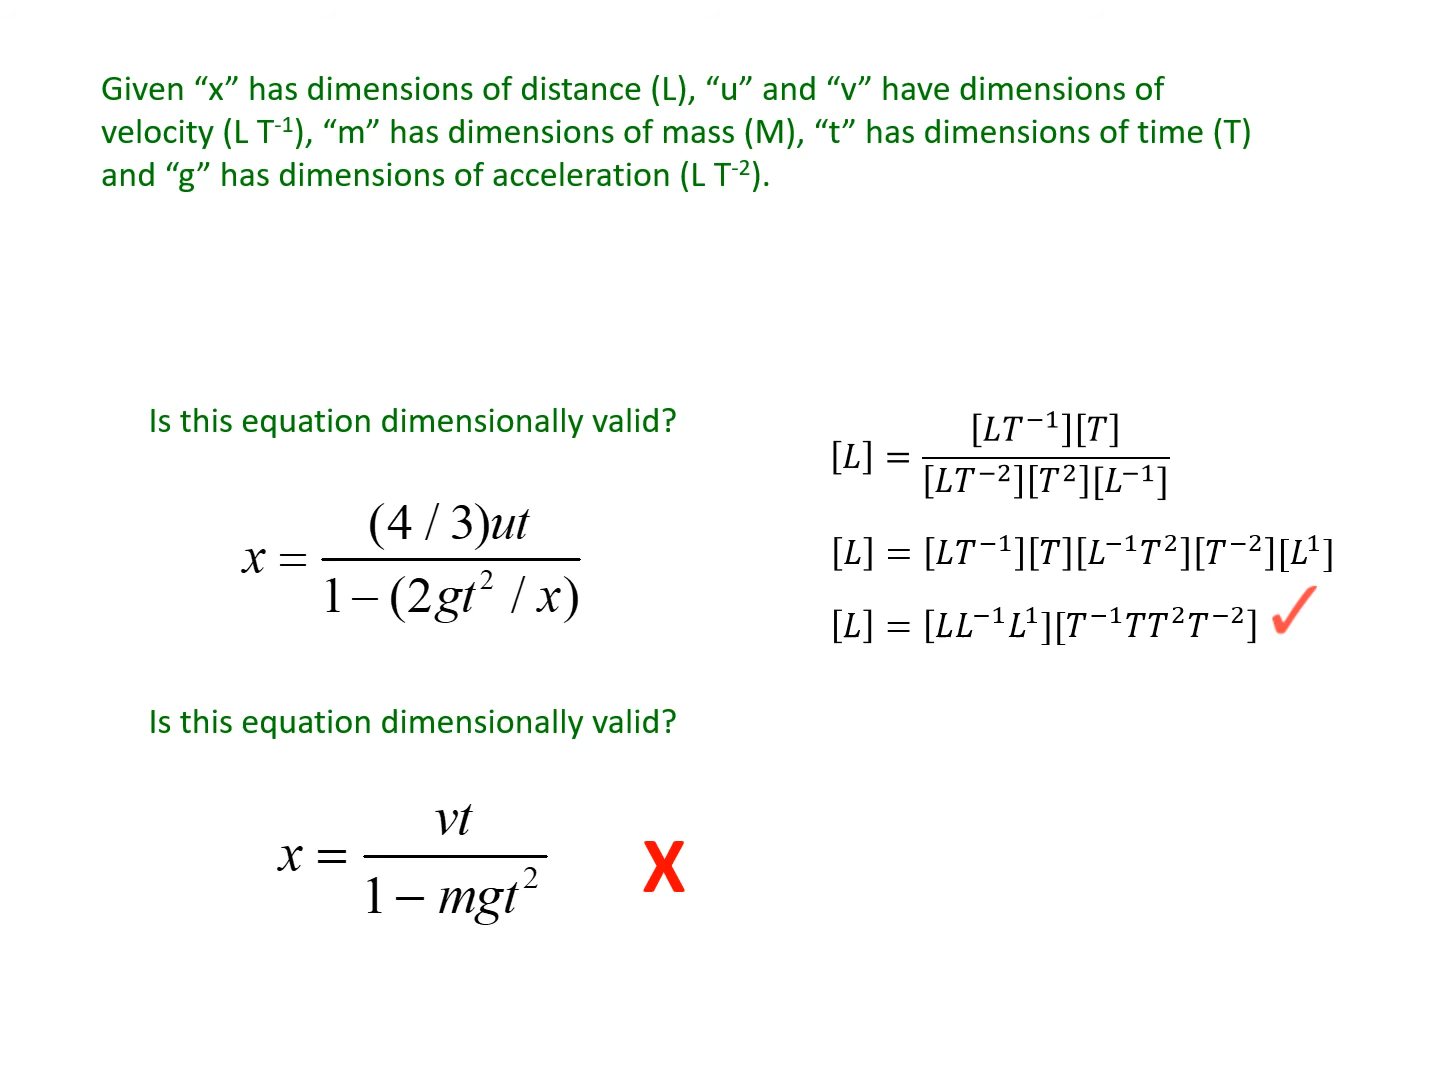 Given “x” has dimensions of distance (L), “u” and “v” have dimensions of
velocity (L T⁻¹), “m” has dimensions of mass (M), “t” has dimensions of time (T)
and “g” has dimensions of acceleration (L T⁻²).
Is this equation dimensionally valid?
x = (4 / 3)ut / 1 − (2gt² / x)
[L] = [LT⁻¹][T] / [LT⁻²][T²][L⁻¹]
[L] = [LT⁻¹][T][L⁻¹T²][T⁻²][L¹]
[L] = [LL⁻¹L¹][T⁻¹TT²T⁻²] ✓
Is this equation dimensionally valid?
x = vt / 1 − mgt² X